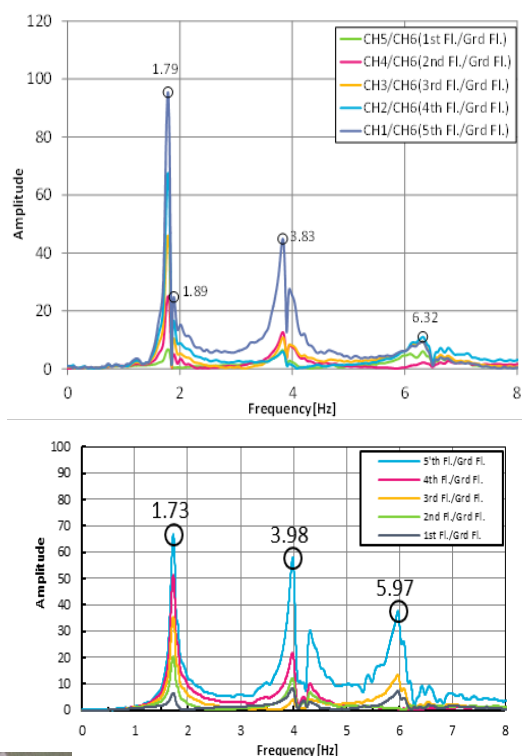 120
100
80
60
40
20
0
Amplitude
CH5/CH6(1st Fl./Grd Fl.)
CH4/CH6(2nd Fl./Grd Fl.)
CH3/CH6(3rd Fl./Grd Fl.)
CH2/CH6(4th Fl./Grd Fl.)
CH1/CH6(5th Fl./Grd Fl.)
1.79
1.89
3.83
6.32
0 2 4 6 8
Frequency[Hz]
100
90
80
70
60
50
40
30
20
10
0
Amplitude
5'th Fl./Grd Fl.
4th Fl./Grd Fl.
3rd Fl./Grd Fl.
2nd Fl./Grd Fl.
1st Fl./Grd Fl.
1.73
3.98
5.97
0 1 2 3 4 5 6 7 8
Frequency[Hz]